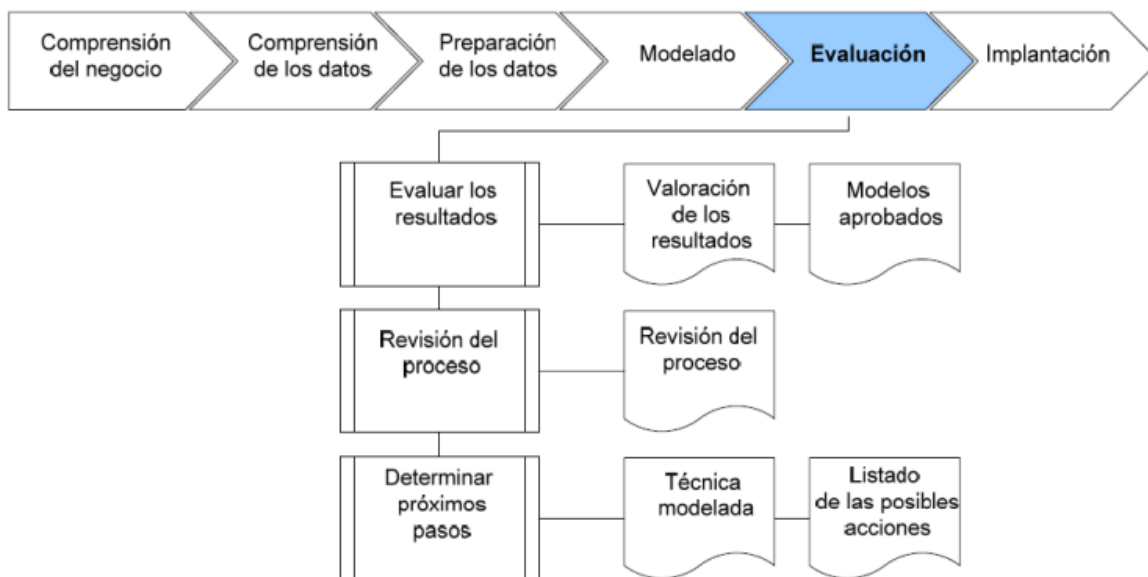 Comprensión
del negocio
Comprensión
de los datos
Preparación
de los datos
Modelado
Evaluación
Implantación
Evaluar los
resultados
Valoración
de los
resultados
Modelos
aprobados
Revisión del
proceso
Revisión del
proceso
Determinar
próximos
pasos
Técnica
modelada
Listado
de las posibles
acciones